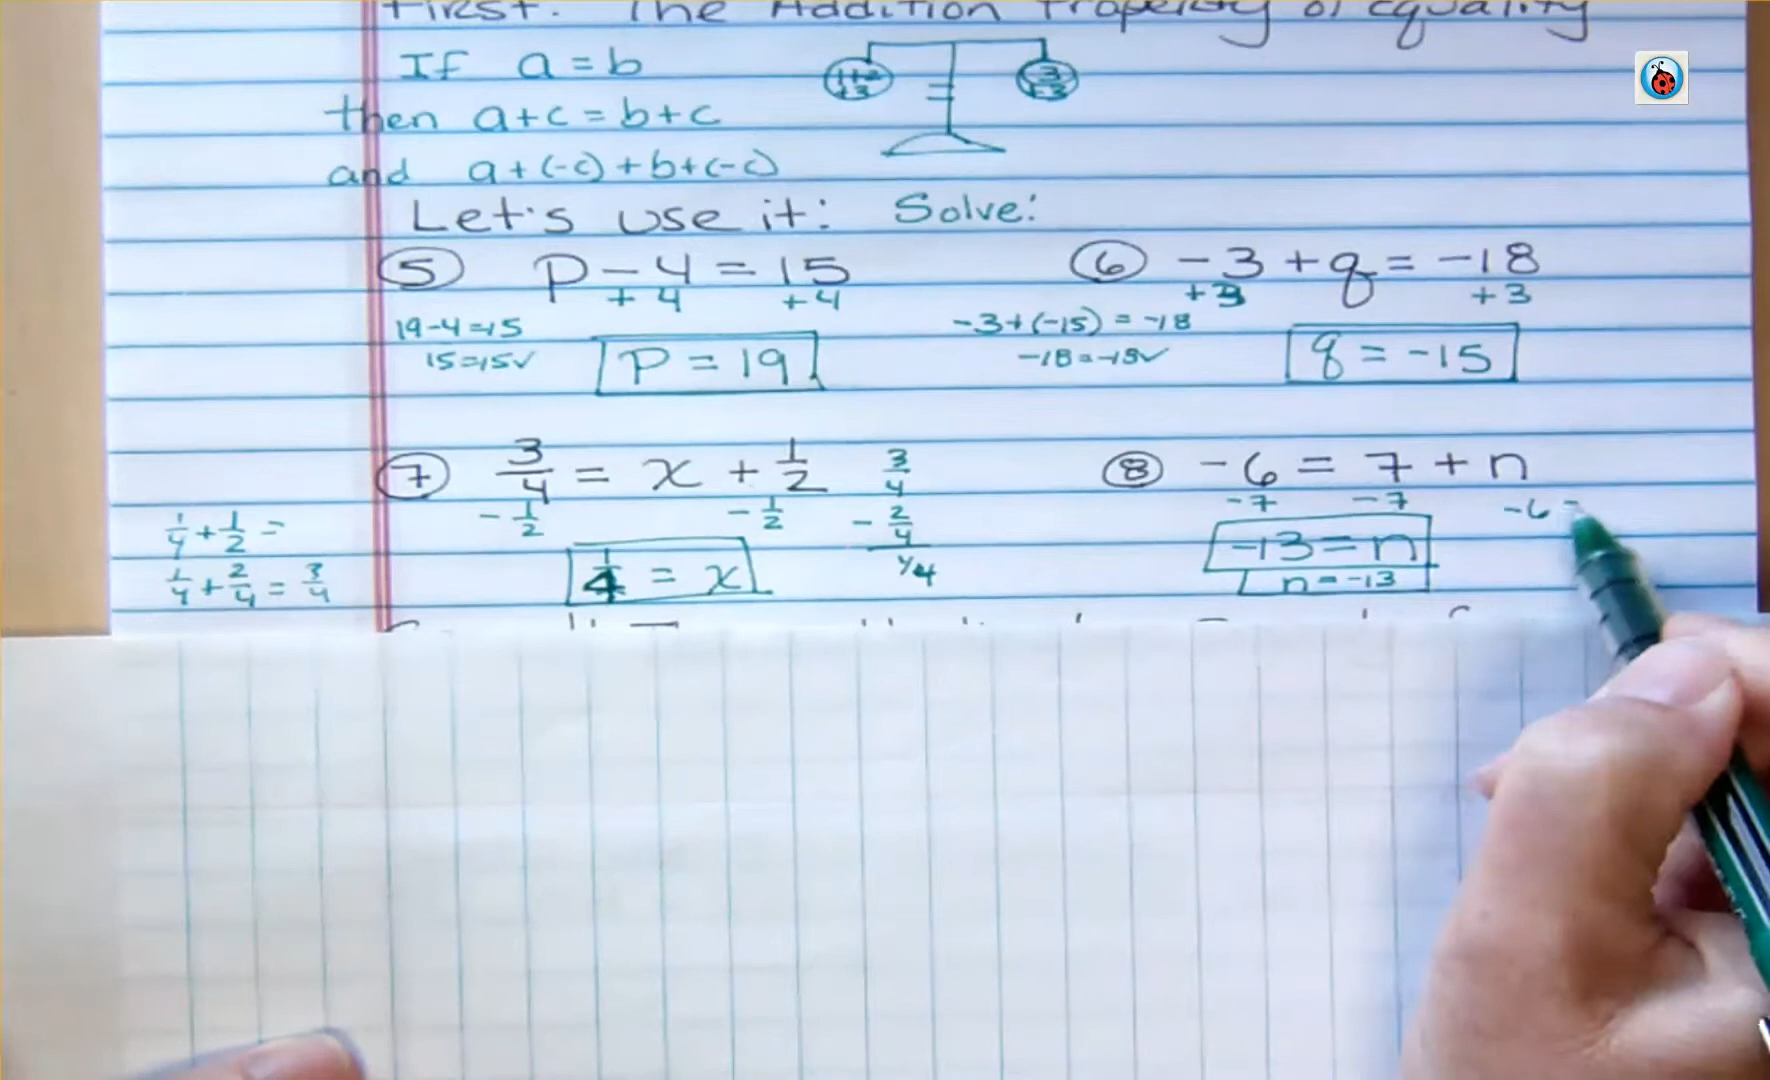 First: The Addition Property of Equality
If a = b
then a+c = b+c
and a+(-c)+b+(-c)
Let's use it: Solve:
5 p - 4 = 15
+ 4 +4
19-4=15
15=15✓
p = 19
6 -3 + q = -18
+3 +3
-3+(-15) = -18
-18=-18✓
q = -15
7 3/4 = x + 1/2
- 1/2 - 1/2
3/4
- 2/4
1/4
1/4 = x
1/4 + 1/2 =
1/4 + 2/4 = 3/4
8 -6 = 7 + n
-7 -7
-13 = n
n = -13
-6 =